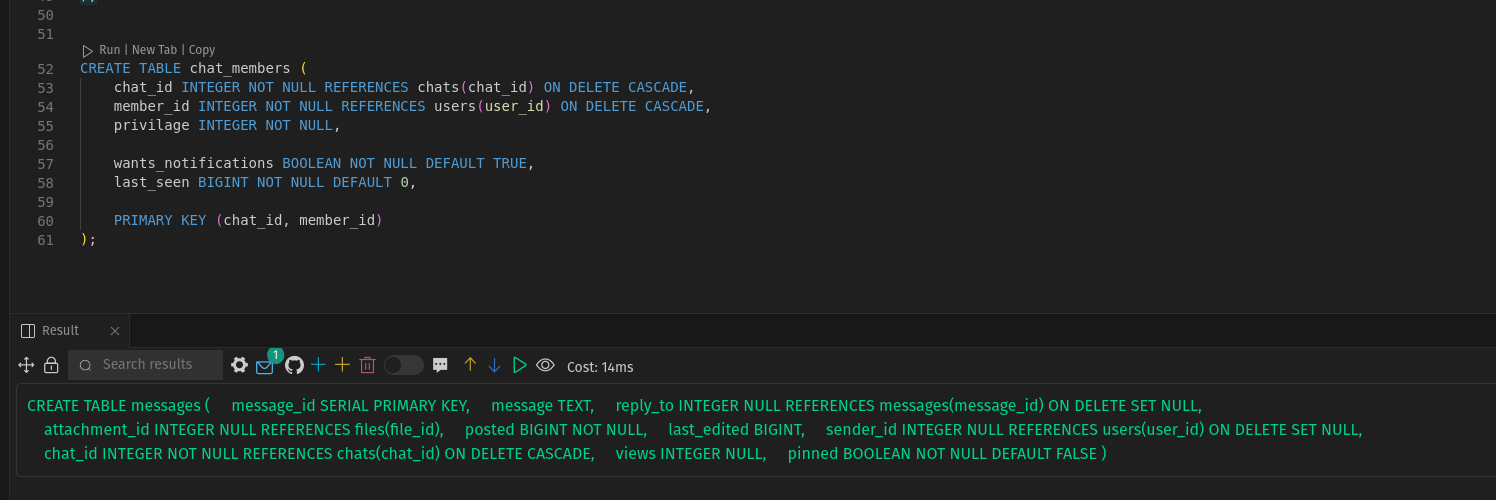 50
51
Run | New Tab | Copy
52 CREATE TABLE chat_members (
53 chat_id INTEGER NOT NULL REFERENCES chats(chat_id) ON DELETE CASCADE,
54 member_id INTEGER NOT NULL REFERENCES users(user_id) ON DELETE CASCADE,
55 privilage INTEGER NOT NULL,
56
57 wants_notifications BOOLEAN NOT NULL DEFAULT TRUE,
58 last_seen BIGINT NOT NULL DEFAULT 0,
59
60 PRIMARY KEY (chat_id, member_id)
61 );
Result
Search results 1 Cost: 14ms
CREATE TABLE messages ( message_id SERIAL PRIMARY KEY, message TEXT, reply_to INTEGER NULL REFERENCES messages(message_id) ON DELETE SET NULL,
attachment_id INTEGER NULL REFERENCES files(file_id), posted BIGINT NOT NULL, last_edited BIGINT, sender_id INTEGER NULL REFERENCES users(user_id) ON DELETE SET NULL,
chat_id INTEGER NOT NULL REFERENCES chats(chat_id) ON DELETE CASCADE, views INTEGER NULL, pinned BOOLEAN NOT NULL DEFAULT FALSE )